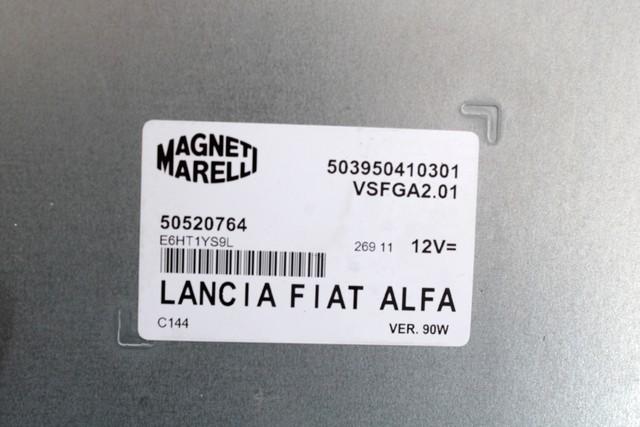 MAGNETI
MARELLI
503950410301
VSFGA2.01
50520764
E6HT1YS9L
269 11 12V=
LANCIA FIAT ALFA
C144
VER. 90W